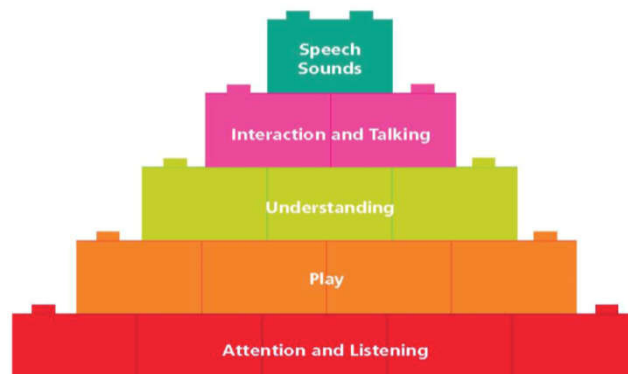 Speech
Sounds
Interaction and Talking
Understanding
Play
Attention and Listening